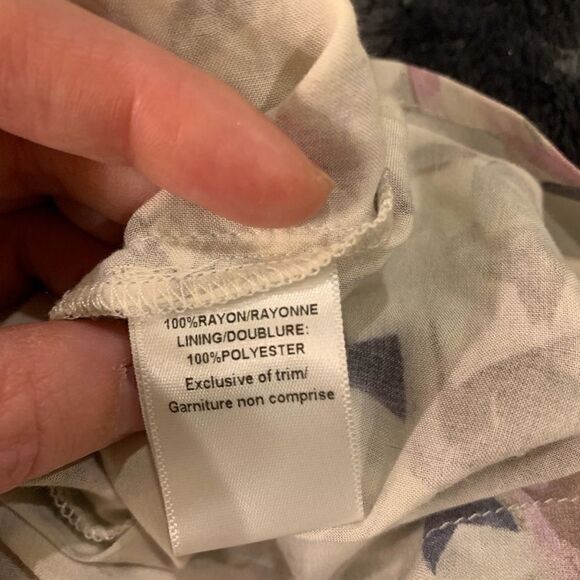 100%RAYON/RAYONNE
LINING/DOUBLURE:
100%POLYESTER
Exclusive of trim/
Garniture non comprise